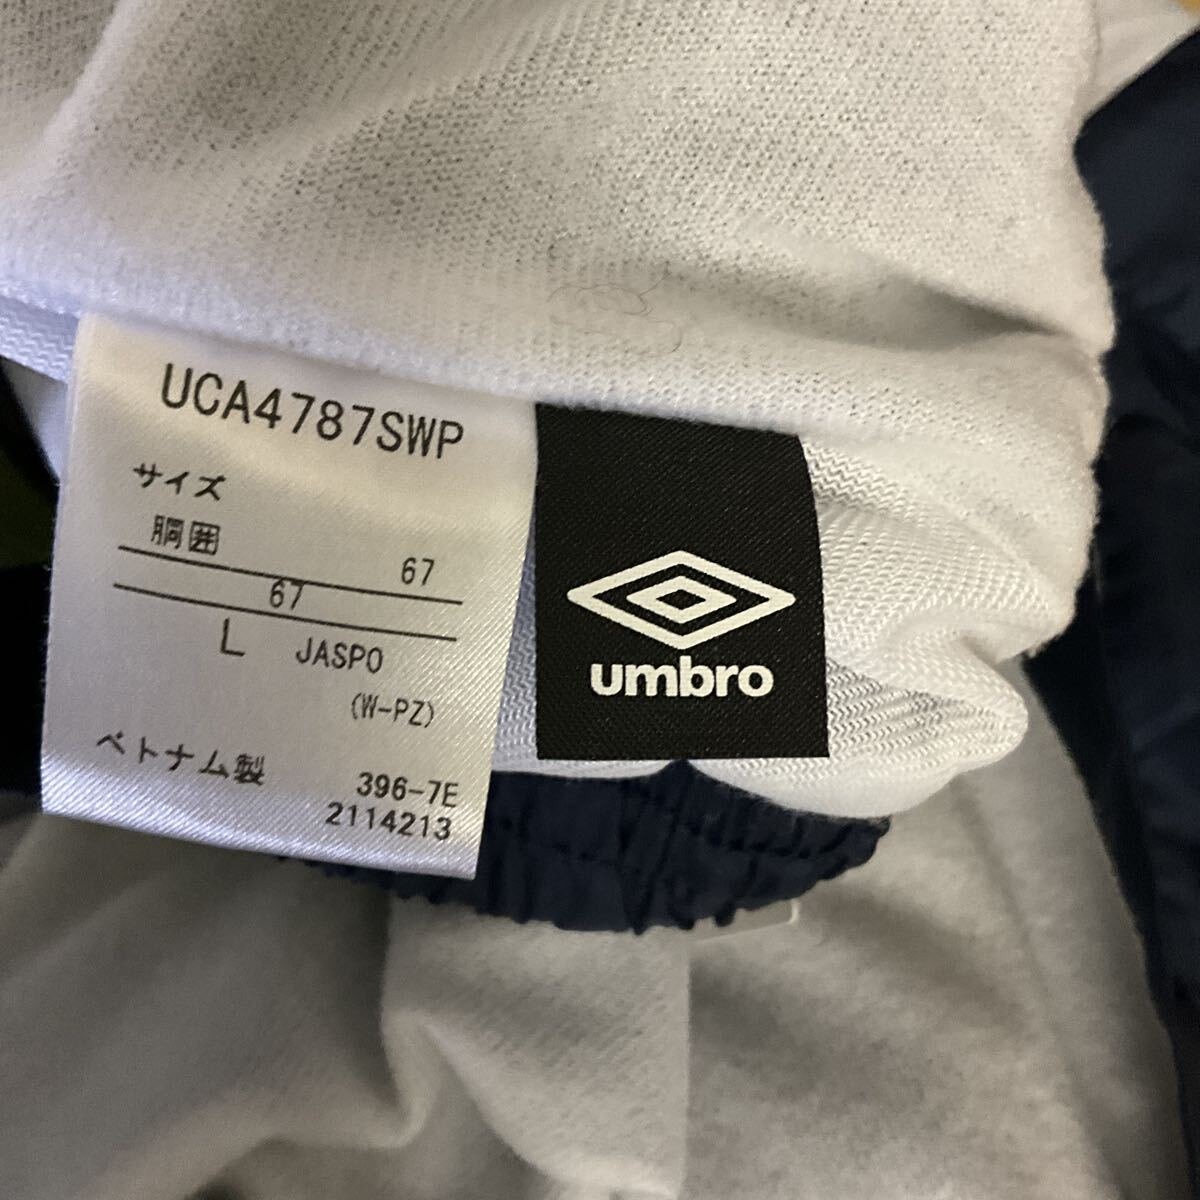 UCA4787SWP
サイズ
胴囲
67
67
L JASPO
(W-PZ)
ベトナム製
396-7E
2114213
umbro